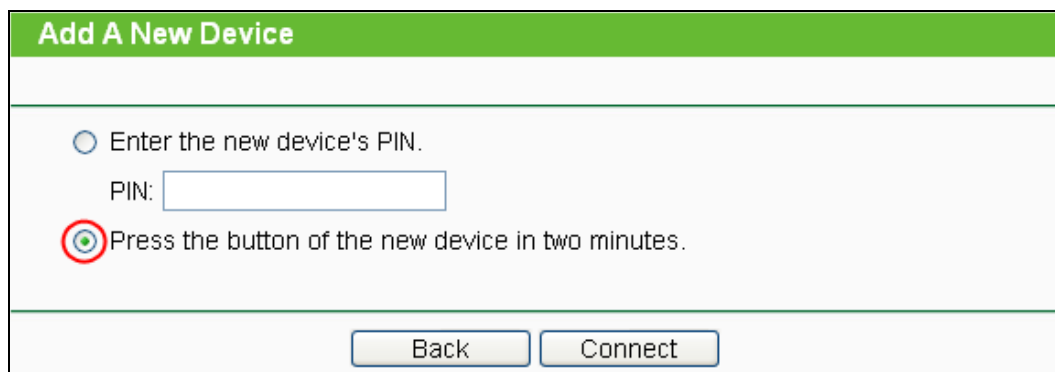 Add A New Device
Enter the new device's PIN.
PIN:
Press the button of the new device in two minutes.
Back Connect